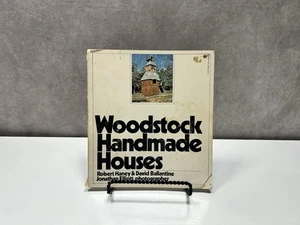 Woodstock
Handmade
Houses
Robert Haney & David Ballantine
Jonathan Elliott, photographer